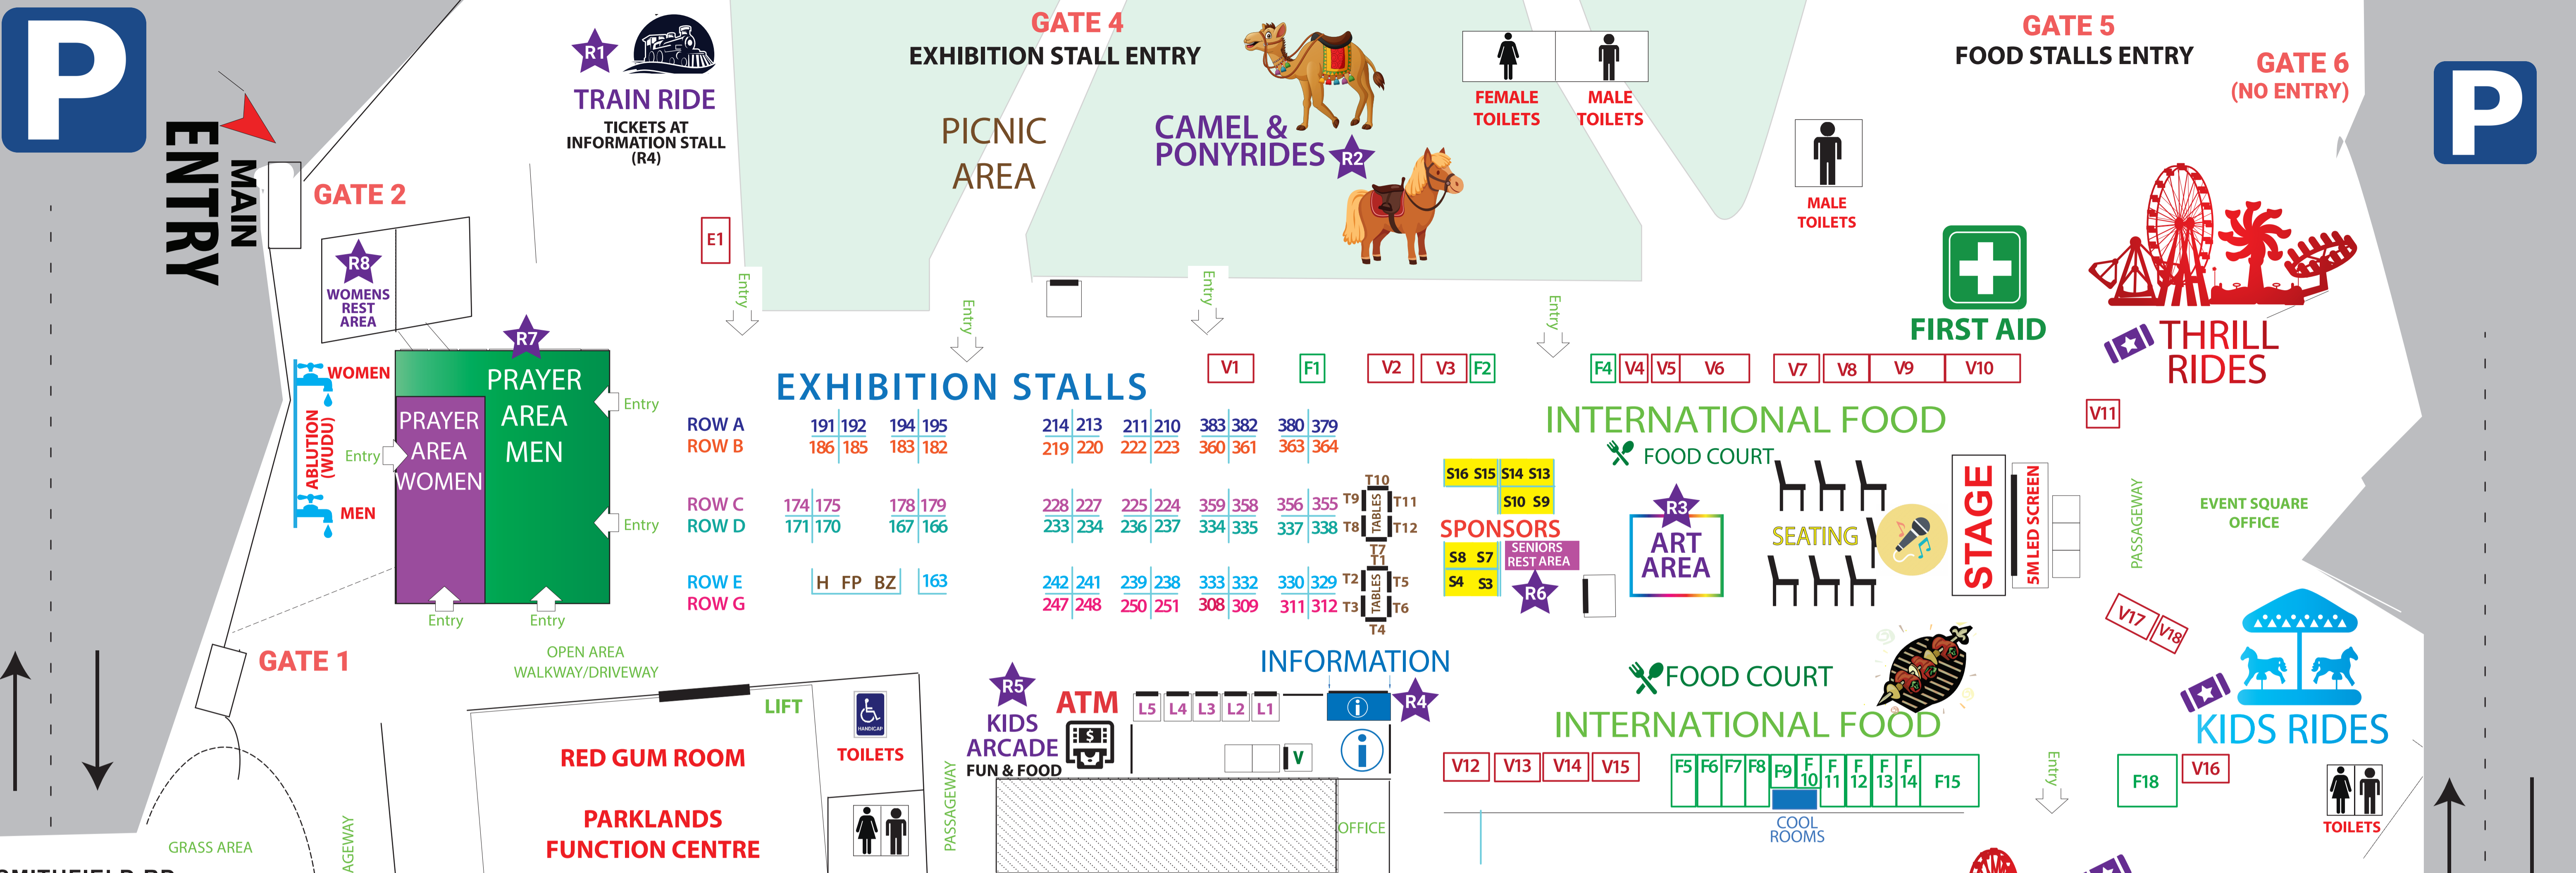 P
MAIN
ENTRY
GATE 2
R1
TRAIN RIDE
TICKETS AT
INFORMATION STALL
(R4)
GATE 4
EXHIBITION STALL ENTRY
PICNIC
AREA
CAMEL &
PONYRIDES
R2
FEMALE
TOILETS
MALE
TOILETS
MALE
TOILETS
GATE 5
FOOD STALLS ENTRY
GATE 6
(NO ENTRY)
P
R8
WOMENS
REST
AREA
E1
Entry
Entry
Entry
Entry
FIRST AID
THRILL
RIDES
R7
PRAYER
AREA
MEN
PRAYER
AREA
WOMEN
WOMEN
ABLUTION
(WUDU)
MEN
Entry
Entry
Entry
Entry
Entry
V1
F1
V2
V3
F2
F4
V4
V5
V6
V7
V8
V9
V10
V11
EXHIBITION STALLS
ROW A 191 192 194 195 214 213 211 210 383 382 380 379
ROW B 186 185 183 182 219 220 222 223 360 361 363 364
ROW C 174 175 178 179 228 227 225 224 359 358 356 355
ROW D 171 170 167 166 233 234 236 237 334 335 337 338
ROW E H FP BZ 163 242 241 239 238 333 332 330 329
ROW G 247 248 250 251 308 309 311 312
T10
T9 TABLES T11
T8 T12
T7
T1
T2 TABLES T5
T3 T6
T4
INTERNATIONAL FOOD
FOOD COURT
S16 S15 S14 S13
S10 S9
SPONSORS
S8 S7
S4 S3
SENIORS
REST AREA
R6
R3
ART
AREA
SEATING
STAGE
5M LED SCREEN
PASSAGEWAY
EVENT SQUARE
OFFICE
V17
V18
KIDS RIDES
GATE 1
OPEN AREA
WALKWAY/DRIVEWAY
LIFT
HANDICAP
TOILETS
RED GUM ROOM
PARKLANDS
FUNCTION CENTRE
GRASS AREA
AGEWAY
SMITHFIELD RD
PASSAGEWAY
R5
KIDS
ARCADE
FUN & FOOD
ATM
$
L5 L4 L3 L2 L1
INFORMATION
i
R4
V
i
OFFICE
FOOD COURT
INTERNATIONAL FOOD
V12
V13
V14
V15
F5 F6 F7 F8 F9 F10 F11 F12 F13 F14 F15
COOL
ROOMS
Entry
F18
V16
TOILETS